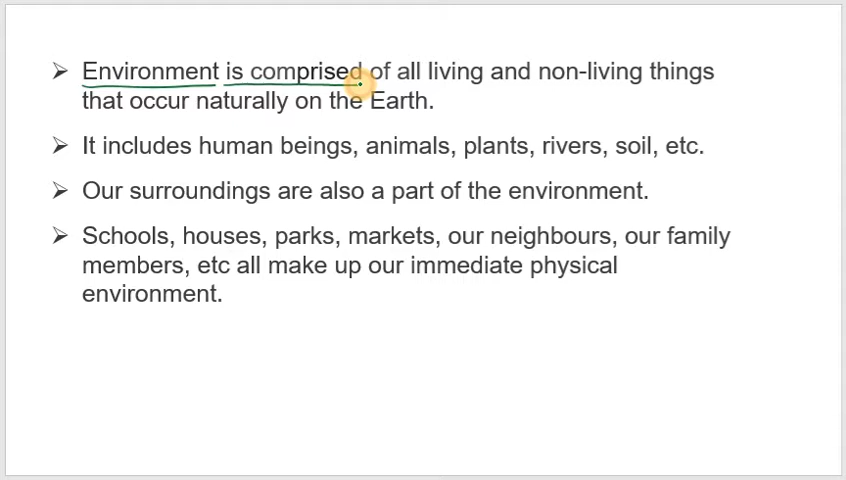 ➢ Environment is comprised of all living and non-living things
that occur naturally on the Earth.
➢ It includes human beings, animals, plants, rivers, soil, etc.
➢ Our surroundings are also a part of the environment.
➢ Schools, houses, parks, markets, our neighbours, our family
members, etc all make up our immediate physical
environment.